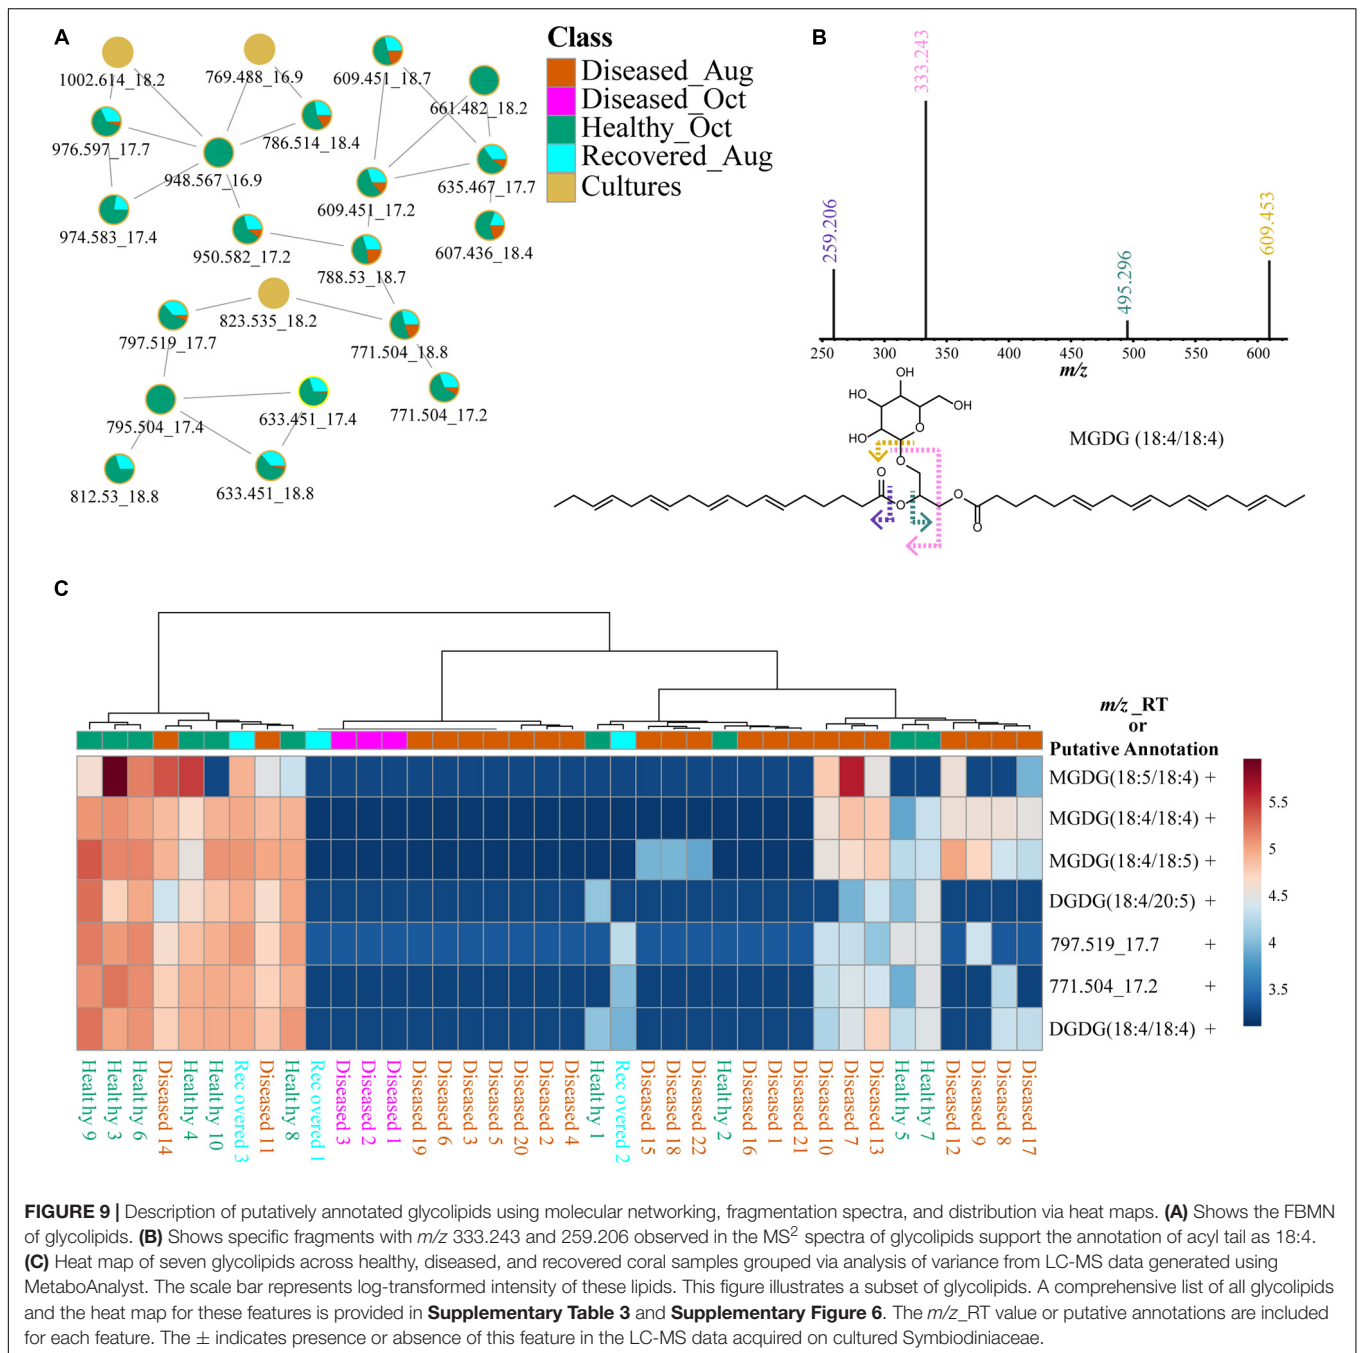 A
1002.614_18.2
769.488_16.9
609.451_18.7
661.482_18.2
976.597_17.7
786.514_18.4
948.567_16.9
635.467_17.7
609.451_17.2
974.583_17.4
950.582_17.2
607.436_18.4
788.53_18.7
823.535_18.2
797.519_17.7
771.504_18.8
633.451_17.4
771.504_17.2
795.504_17.4
812.53_18.8
633.451_18.8
Class
Diseased_Aug
Diseased_Oct
Healthy_Oct
Recovered_Aug
Cultures
B
259.206
333.243
495.296
609.453
250 300 350 400 450 500 550 600
m/z
OH
HO
OH
HO
O
O
O
O
O
O
MGDG (18:4/18:4)
C
m/z_RT
or
Putative Annotation
MGDG(18:5/18:4) +
MGDG(18:4/18:4) +
MGDG(18:4/18:5) +
DGDG(18:4/20:5) +
797.519_17.7 +
771.504_17.2 +
DGDG(18:4/18:4) +
5.5
5
4.5
4
3.5
Healthy 9
Healthy 3
Healthy 6
Diseased 14
Healthy 4
Healthy 10
Recovered 3
Diseased 11
Healthy 8
Recovered 1
Diseased 3
Diseased 2
Diseased 1
Diseased 19
Diseased 6
Diseased 3
Diseased 5
Diseased 20
Diseased 2
Diseased 4
Healthy 1
Recovered 2
Diseased 15
Diseased 18
Diseased 22
Healthy 2
Diseased 16
Diseased 1
Diseased 21
Diseased 10
Diseased 7
Diseased 13
Healthy 5
Healthy 7
Diseased 12
Diseased 9
Diseased 8
Diseased 17
FIGURE 9 | Description of putatively annotated glycolipids using molecular networking, fragmentation spectra, and distribution via heat maps. (A) Shows the FBMN
of glycolipids. (B) Shows specific fragments with m/z 333.243 and 259.206 observed in the MS² spectra of glycolipids support the annotation of acyl tail as 18:4.
(C) Heat map of seven glycolipids across healthy, diseased, and recovered coral samples grouped via analysis of variance from LC-MS data generated using
MetaboAnalyst. The scale bar represents log-transformed intensity of these lipids. This figure illustrates a subset of glycolipids. A comprehensive list of all glycolipids
and the heat map for these features is provided in Supplementary Table 3 and Supplementary Figure 6. The m/z_RT value or putative annotations are included
for each feature. The ± indicates presence or absence of this feature in the LC-MS data acquired on cultured Symbiodiniaceae.